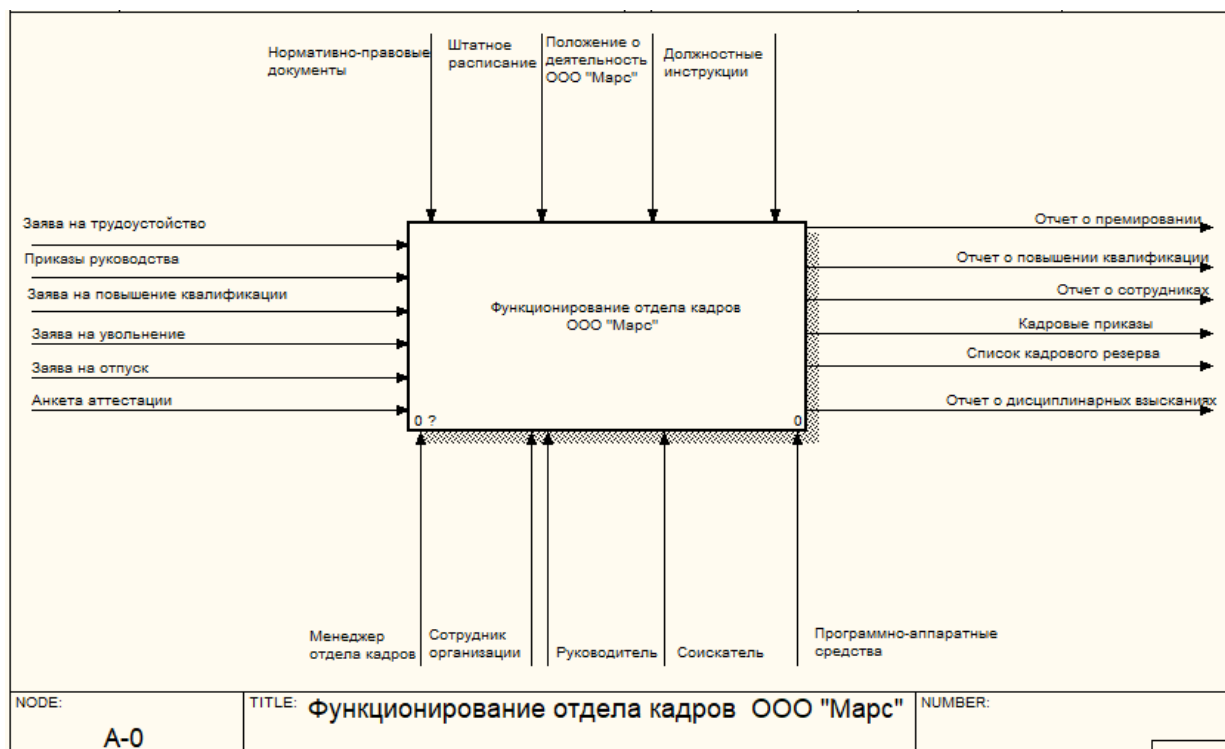 Нормативно-правовые
документы
Штатное
расписание
Положение о
деятельность
ООО "Марс"
Должностные
инструкции
Заява на трудоустойство
Приказы руководства
Заява на повышение квалификации
Заява на увольнение
Заява на отпуск
Анкета аттестации
Функционирование отдела кадров
ООО "Марс"
0 ?
0
Отчет о премировании
Отчет о повышении квалификации
Отчет о сотрудниках
Кадровые приказы
Список кадрового резерва
Отчет о дисциплинарных взысканиях
Менеджер
отдела кадров
Сотрудник
организации
Руководитель
Соискатель
Программно-аппаратные
средства
NODE:
A-0
TITLE: Функционирование отдела кадров ООО "Марс"
NUMBER: